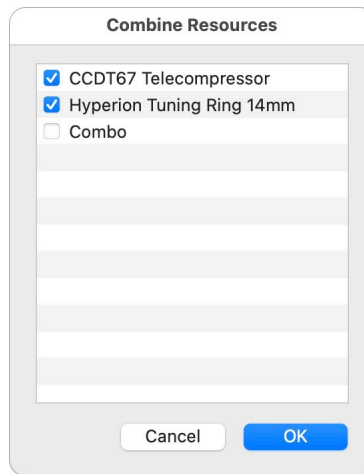 Combine Resources
CCDT67 Telecompressor
Hyperion Tuning Ring 14mm
Combo
Cancel
OK